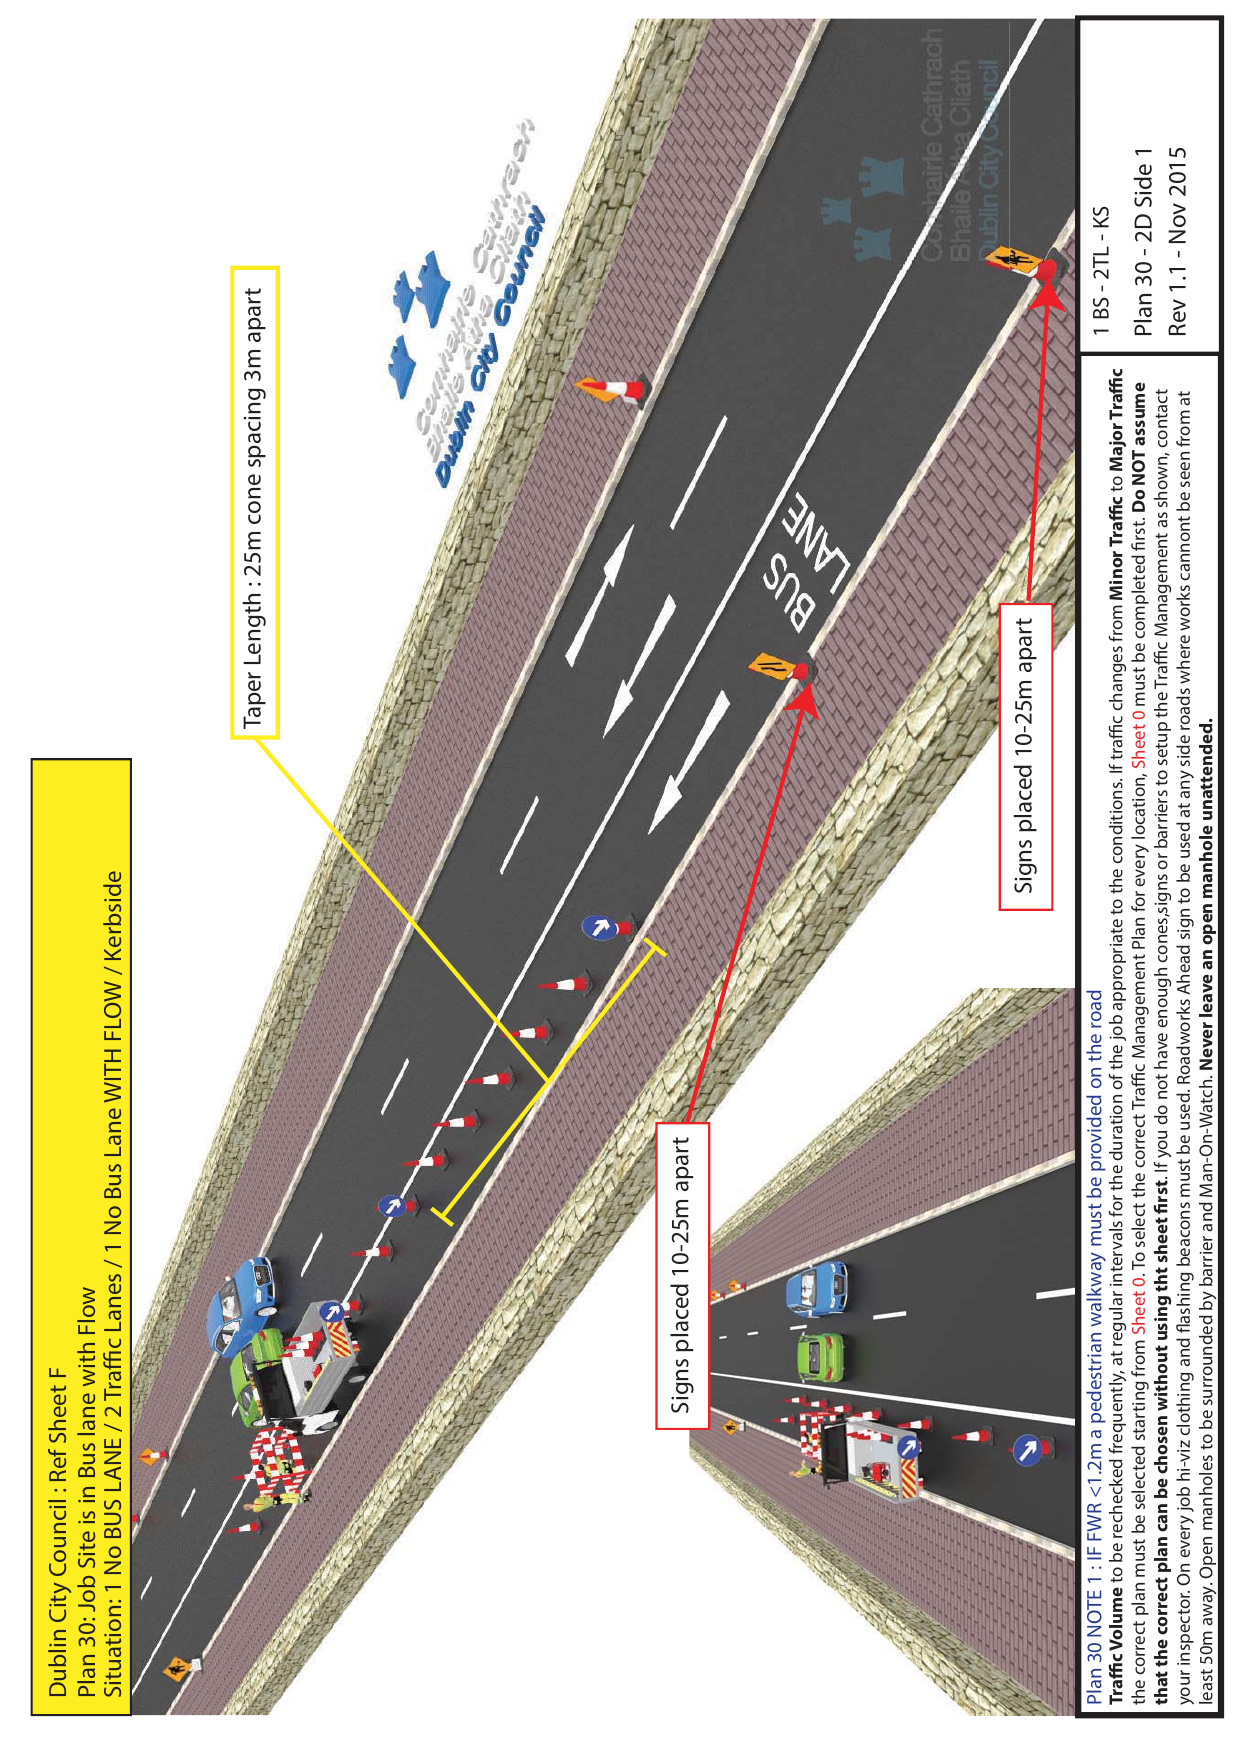 Dublin City Council : Ref Sheet F
Plan 30: Job Site is in Bus lane with Flow
Situation: 1 No BUS LANE / 2 Traffic Lanes / 1 No Bus Lane WITH FLOW / Kerbside
Taper Length : 25m cone spacing 3m apart
Comhairle Cathrach
Bhaile Átha Cliath
Dublin City Council
BUS
LANE
Signs placed 10-25m apart
Signs placed 10-25m apart
Comhairle Cathrach
Bhaile Átha Cliath
Dublin City Council
Plan 30 NOTE 1 : IF FWR <1.2m a pedestrian walkway must be provided on the road
Traffic Volume to be rechecked frequently, at regular intervals for the duration of the job appropriate to the conditions. If traffic changes from Minor Traffic to Major Traffic
the correct plan must be selected starting from Sheet 0. To select the correct Traffic Management Plan for every location, Sheet 0 must be completed first. Do NOT assume
that the correct plan can be chosen without using tht sheet first. If you do not have enough cones,signs or barriers to setup the Traffic Management as shown, contact
your inspector. On every job hi-viz clothing and flashing beacons must be used. Roadworks Ahead sign to be used at any side roads where works cannont be seen from at
least 50m away. Open manholes to be surrounded by barrier and Man-On-Watch. Never leave an open manhole unattended.
1 BS - 2TL - KS
Plan 30 - 2D Side 1
Rev 1.1 - Nov 2015